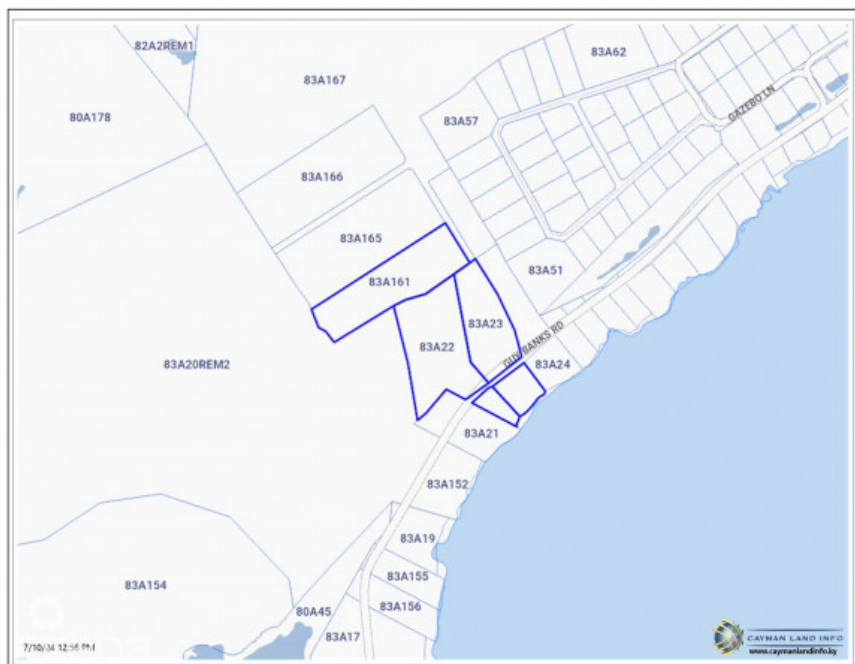 82A2REM1
83A167
83A62
80A178
83A57
GAZEBO LN
83A166
83A165
83A161
83A51
83A23
83A22
GUY BANKS RD
83A20REM2
83A24
83A21
83A152
83A19
83A154
83A155
80A45
83A156
83A17
7/10/24 12:56 PM
CAYMAN LAND INFO
www.caymanlandinfo.ky